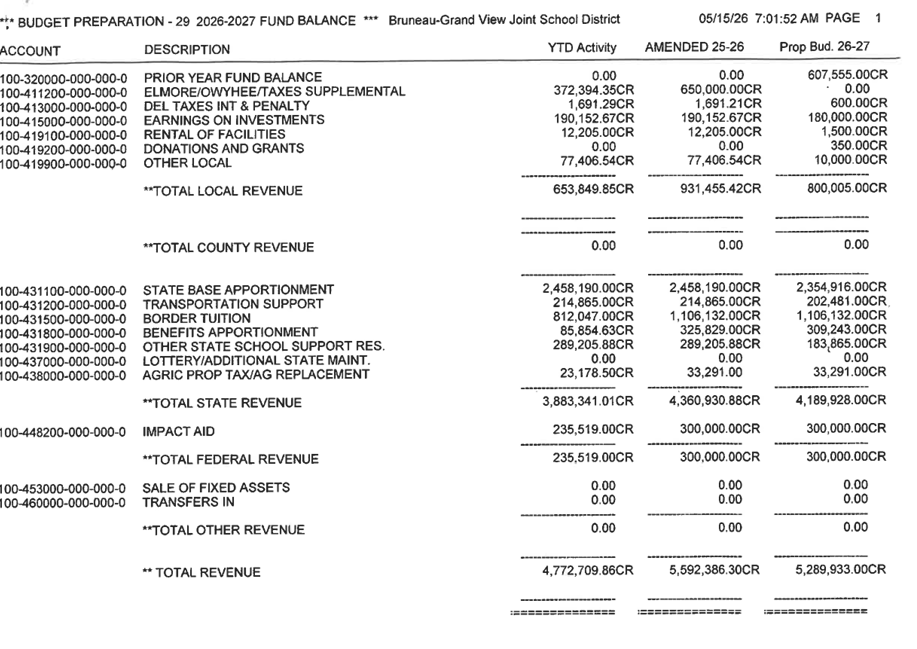 *** BUDGET PREPARATION - 29 2026-2027 FUND BALANCE *** Bruneau-Grand View Joint School District 05/15/26 7:01:52 AM PAGE 1
ACCOUNT DESCRIPTION YTD Activity AMENDED 25-26 Prop Bud. 26-27
100-320000-000-000-0 PRIOR YEAR FUND BALANCE 0.00 0.00 607,555.00CR
100-411200-000-000-0 ELMORE/OWYHEE/TAXES SUPPLEMENTAL 372,394.35CR 650,000.00CR 0.00
100-413000-000-000-0 DEL TAXES INT & PENALTY 1,691.29CR 1,691.21CR 600.00CR
100-415000-000-000-0 EARNINGS ON INVESTMENTS 190,152.67CR 190,152.67CR 180,000.00CR
100-419100-000-000-0 RENTAL OF FACILITIES 12,205.00CR 12,205.00CR 1,500.00CR
100-419200-000-000-0 DONATIONS AND GRANTS 0.00 0.00 350.00CR
100-419900-000-000-0 OTHER LOCAL 77,406.54CR 77,406.54CR 10,000.00CR
**TOTAL LOCAL REVENUE 653,849.85CR 931,455.42CR 800,005.00CR
**TOTAL COUNTY REVENUE 0.00 0.00 0.00
100-431100-000-000-0 STATE BASE APPORTIONMENT 2,458,190.00CR 2,458,190.00CR 2,354,916.00CR
100-431200-000-000-0 TRANSPORTATION SUPPORT 214,865.00CR 214,865.00CR 202,481.00CR
100-431500-000-000-0 BORDER TUITION 812,047.00CR 1,106,132.00CR 1,106,132.00CR
100-431800-000-000-0 BENEFITS APPORTIONMENT 85,854.63CR 325,829.00CR 309,243.00CR
100-431900-000-000-0 OTHER STATE SCHOOL SUPPORT RES. 289,205.88CR 289,205.88CR 183,865.00CR
100-437000-000-000-0 LOTTERY/ADDITIONAL STATE MAINT. 0.00 0.00 0.00
100-438000-000-000-0 AGRIC PROP TAX/AG REPLACEMENT 23,178.50CR 33,291.00 33,291.00CR
**TOTAL STATE REVENUE 3,883,341.01CR 4,360,930.88CR 4,189,928.00CR
100-448200-000-000-0 IMPACT AID 235,519.00CR 300,000.00CR 300,000.00CR
**TOTAL FEDERAL REVENUE 235,519.00CR 300,000.00CR 300,000.00CR
100-453000-000-000-0 SALE OF FIXED ASSETS 0.00 0.00 0.00
100-460000-000-000-0 TRANSFERS IN 0.00 0.00 0.00
**TOTAL OTHER REVENUE 0.00 0.00 0.00
** TOTAL REVENUE 4,772,709.86CR 5,592,386.30CR 5,289,933.00CR